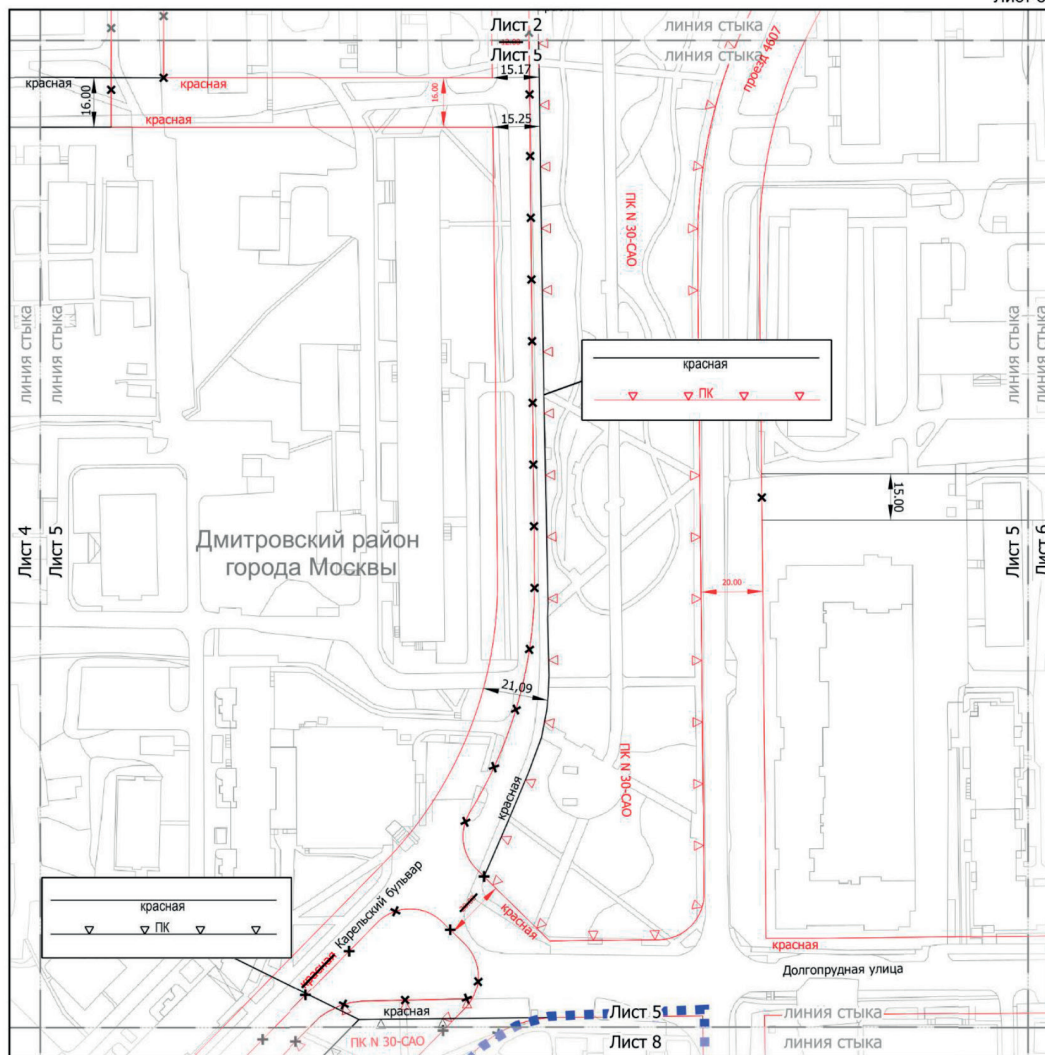 Лист 2
линия стыка
12.00
Лист 5
линия стыка
проезд 4607
красная
красная
15.17
16.00
16.00
красная
15.25
ПК N 30-САО
линия стыка
линия стыка
линия стыка
линия стыка
красная
ПК
15.00
Лист 4
Лист 5
Дмитровский район
города Москвы
Лист 5
Лист 6
20.00
21,09
ПК N 30-САО
красная
Карельский бульвар
красная
ПК
красная
красная
красная
Долгопрудная улица
красная
Лист 5
линия стыка
ПК N 30-САО
Лист 8
линия стыка